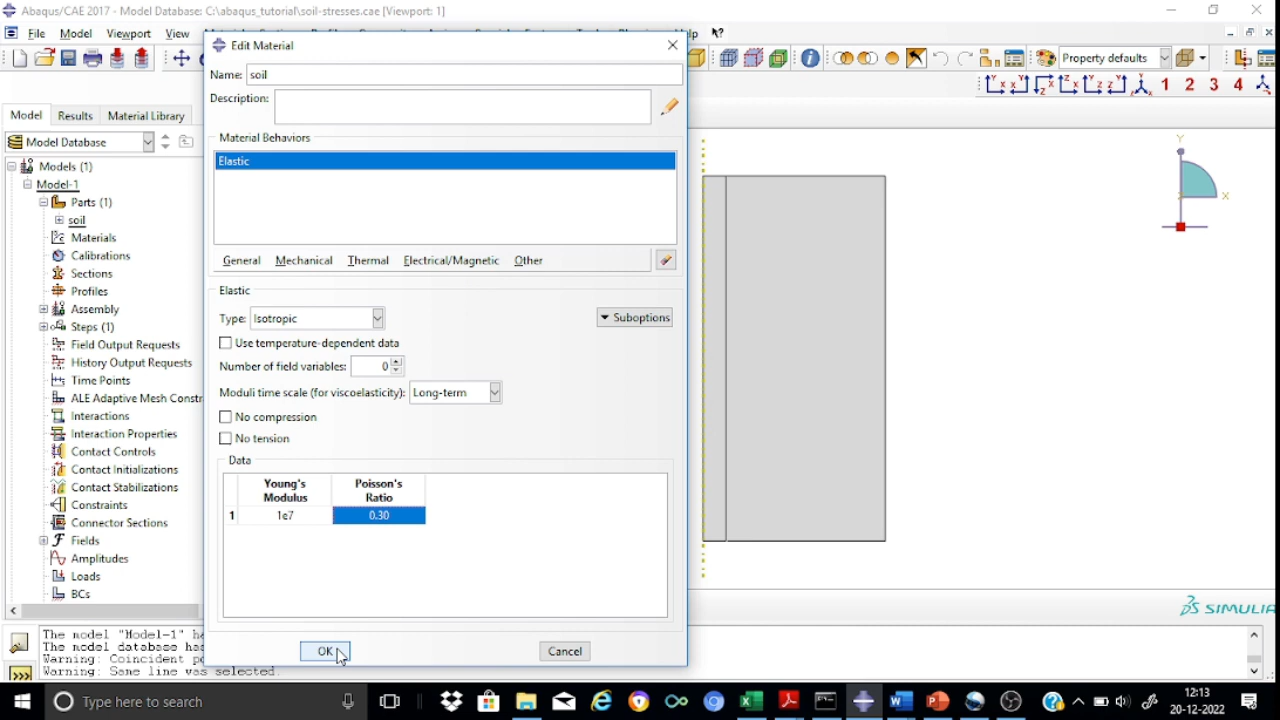 Abaqus/CAE 2017 - Model Database: C:\abaqus_tutorial\soil-stresses.cae [Viewport: 1]
File Model Viewport View
Edit Material
Name: soil
Description:
Property defaults
1 2 3 4
Model Results Material Library
Model Database
Material Behaviors
Elastic
General Mechanical Thermal Electrical/Magnetic Other
Elastic
Type: Isotropic
Suboptions
Use temperature-dependent data
Number of field variables: 0
Moduli time scale (for viscoelasticity): Long-term
No compression
No tension
Data
Young's Modulus
Poisson's Ratio
1 1e7 0.30
OK Cancel
Models (1)
Model-1
Parts (1)
soil
Materials
Calibrations
Sections
Profiles
Assembly
Steps (1)
Field Output Requests
History Output Requests
Time Points
ALE Adaptive Mesh Constr
Interactions
Interaction Properties
Contact Controls
Contact Initializations
Contact Stabilizations
Constraints
Connector Sections
Fields
Amplitudes
Loads
BCs
Y
X
SIMULIA
The model "Model-1" ha
The model database has
Warning: Coincident po
Warning: Some line was selected.
Type here to search
12:13
20-12-2022